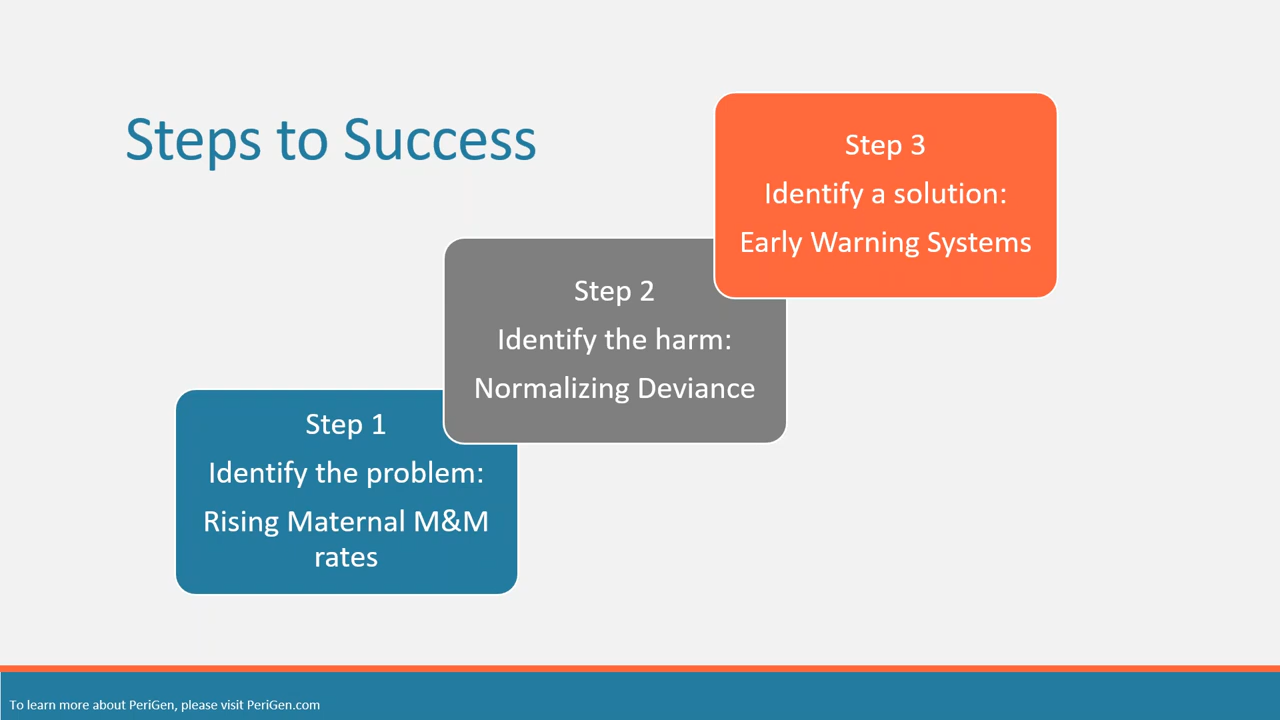 Steps to Success
Step 1
Identify the problem:
Rising Maternal M&M
rates
Step 2
Identify the harm:
Normalizing Deviance
Step 3
Identify a solution:
Early Warning Systems
To learn more about PeriGen, please visit PeriGen.com